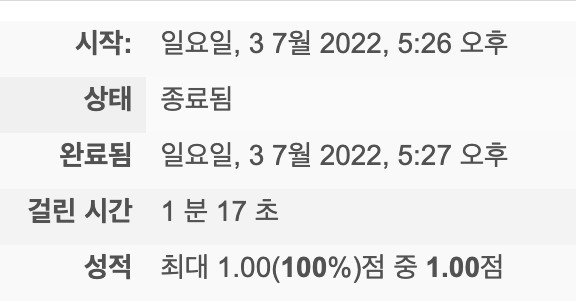 시작: 일요일, 3 7월 2022, 5:26 오후
상태 종료됨
완료됨 일요일, 3 7월 2022, 5:27 오후
걸린 시간 1 분 17 초
성적 최대 1.00(100%)점 중 1.00점